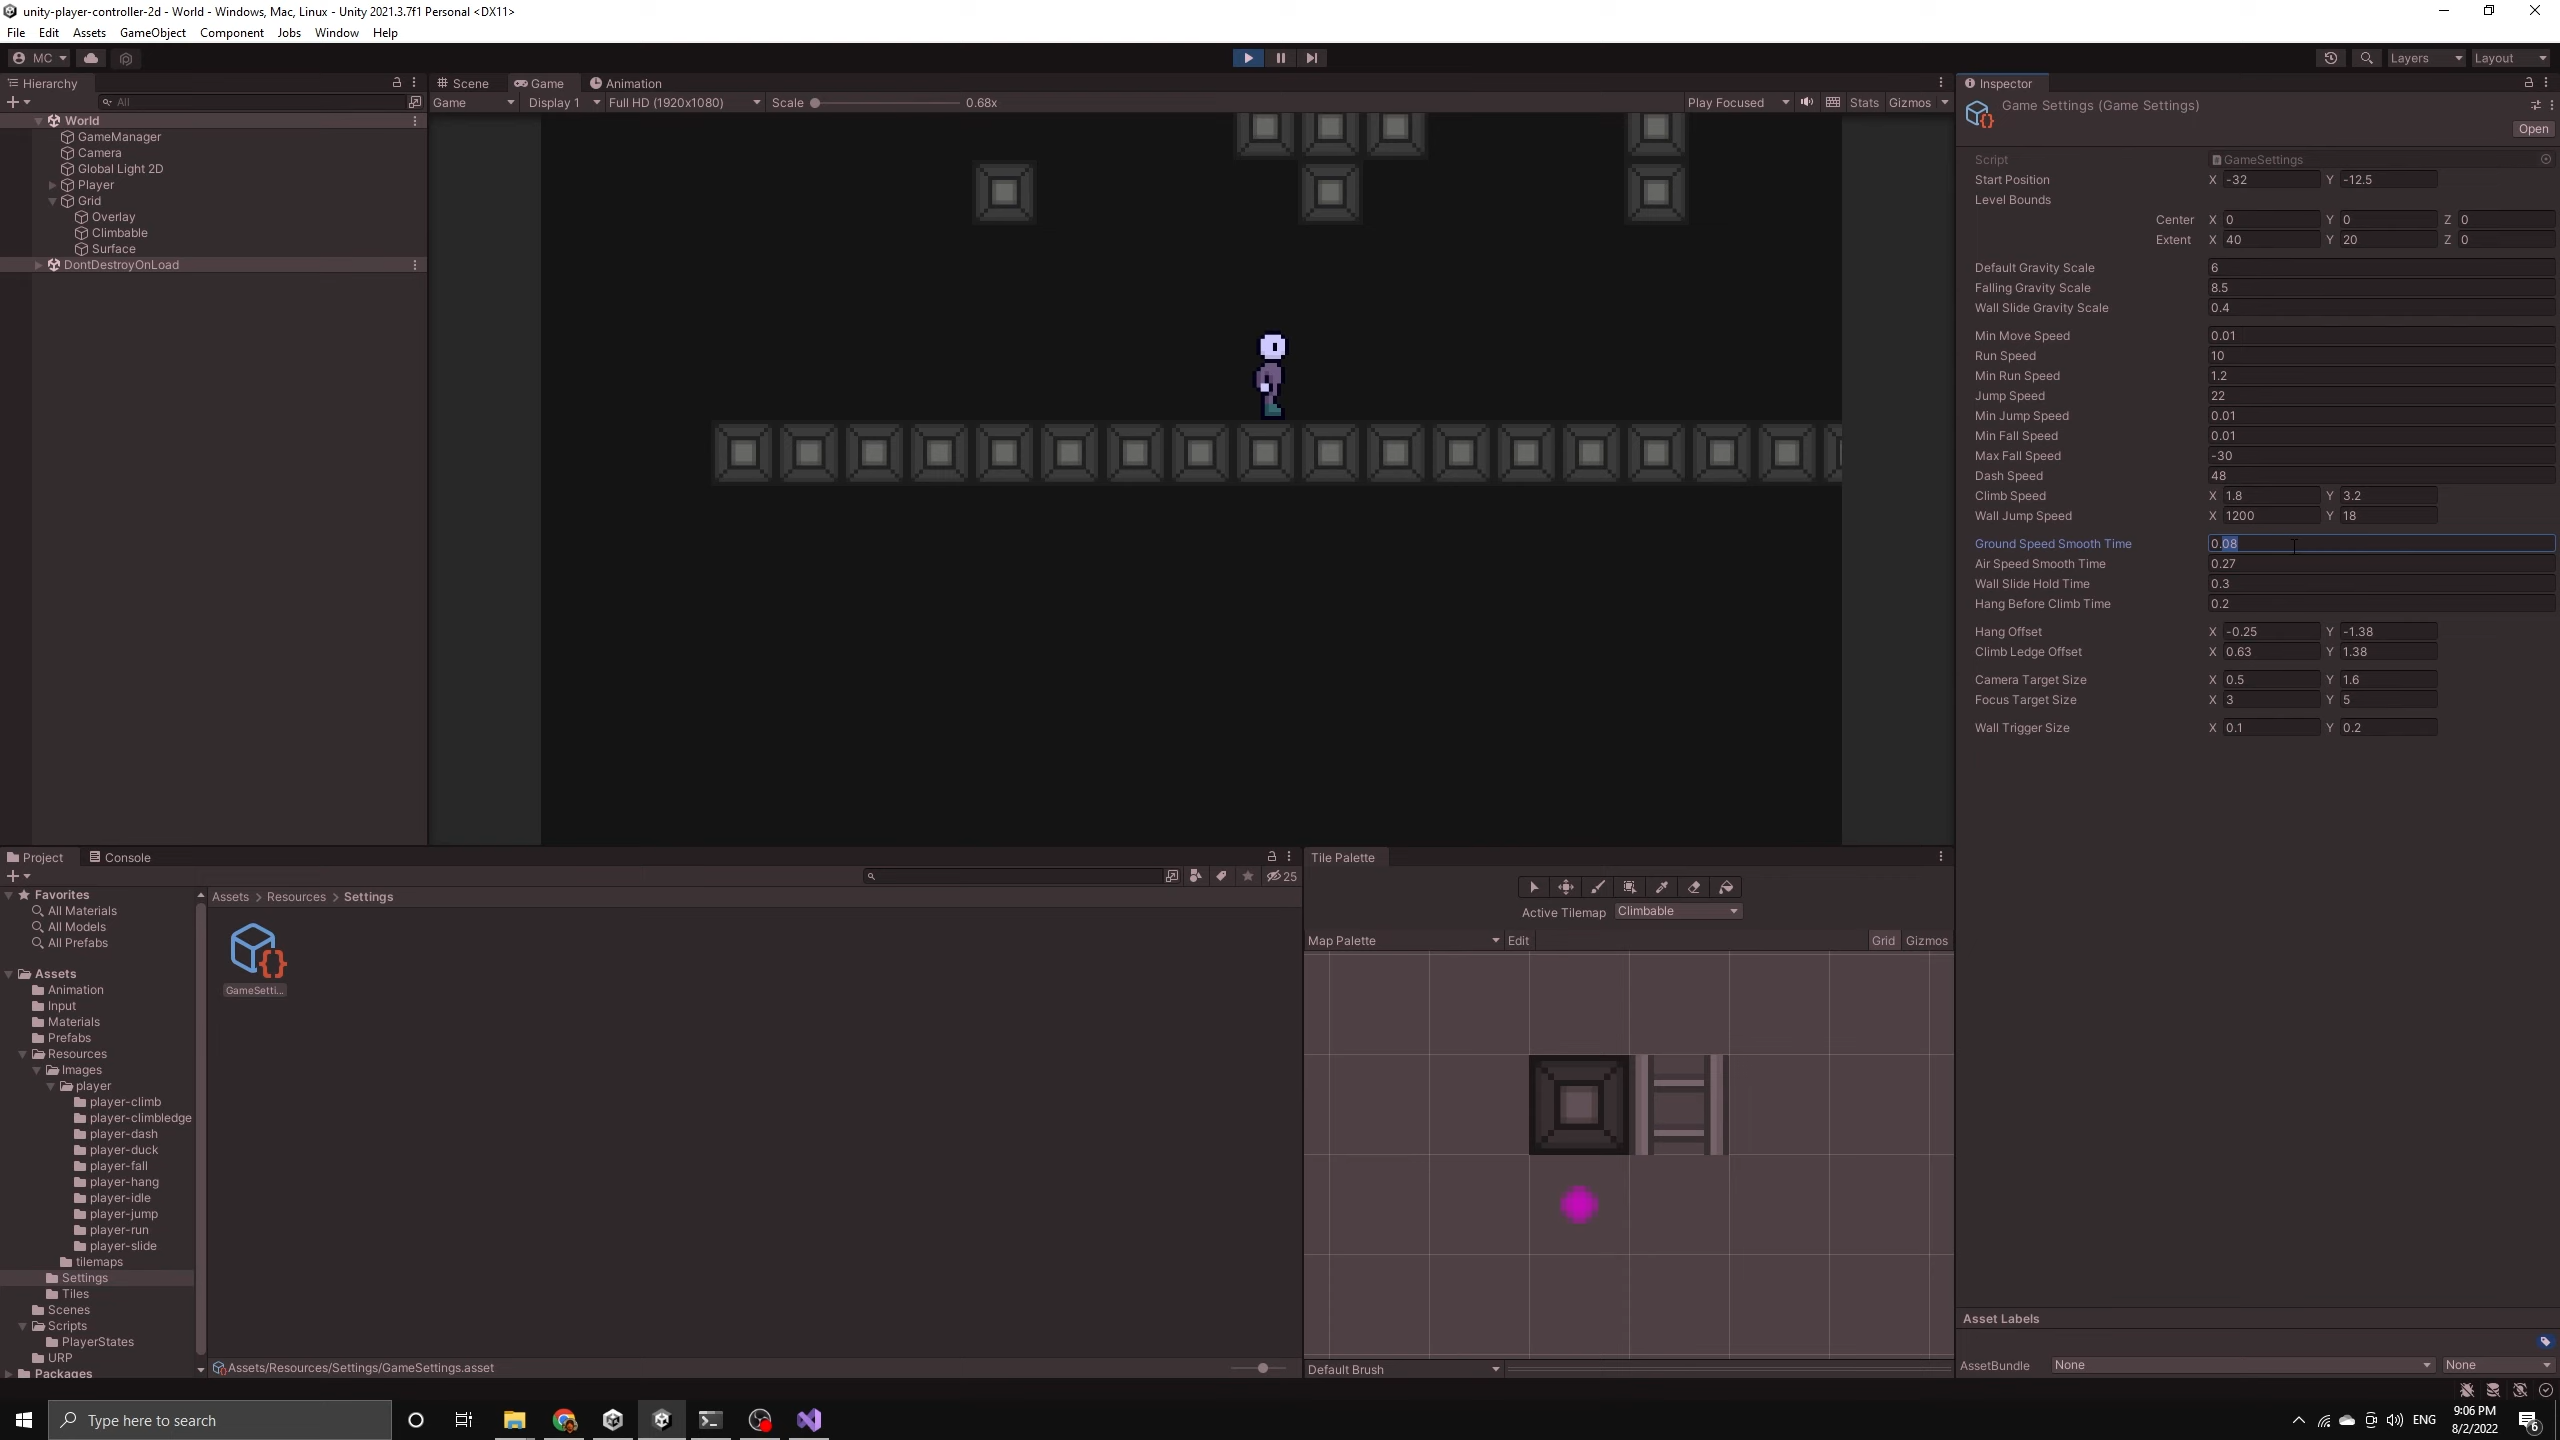 unity-player-controller-2d - World - Windows, Mac, Linux - Unity 2021.3.7f1 Personal <DX11>
File Edit Assets GameObject Component Jobs Window Help
MC Layers Layout
Hierarchy
All
World
GameManager
Camera
Global Light 2D
Player
Grid
Overlay
Climbable
Surface
DontDestroyOnLoad
Scene Game Animation
Game Display 1 Full HD (1920x1080) Scale 0.68x Play Focused Stats Gizmos
Inspector
Game Settings (Game Settings)
Open
Script GameSettings
Start Position X -32 Y -12.5
Level Bounds
Center X 0 Y 0 Z 0
Extent X 40 Y 20 Z 0
Default Gravity Scale 6
Falling Gravity Scale 8.5
Wall Slide Gravity Scale 0.4
Min Move Speed 0.01
Run Speed 10
Min Run Speed 1.2
Jump Speed 22
Min Jump Speed 0.01
Min Fall Speed 0.01
Max Fall Speed -30
Dash Speed 48
Climb Speed X 1.8 Y 3.2
Wall Jump Speed X 1200 Y 18
Ground Speed Smooth Time 0.08
Air Speed Smooth Time 0.27
Wall Slide Hold Time 0.3
Hang Before Climb Time 0.2
Hang Offset X -0.25 Y -1.38
Climb Ledge Offset X 0.63 Y 1.38
Camera Target Size X 0.5 Y 1.6
Focus Target Size X 3 Y 5
Wall Trigger Size X 0.1 Y 0.2
Asset Labels
AssetBundle None None
Project Console
25
Favorites
All Materials
All Models
All Prefabs
Assets
Animation
Input
Materials
Prefabs
Resources
Images
player
player-climb
player-climbledge
player-dash
player-duck
player-fall
player-hang
player-idle
player-jump
player-run
player-slide
tilemaps
Settings
Tiles
Scenes
Scripts
PlayerStates
URP
Packages
Assets > Resources > Settings
GameSetti...
Assets/Resources/Settings/GameSettings.asset
Tile Palette
Active Tilemap Climbable
Map Palette Edit Grid Gizmos
Default Brush
Type here to search
ENG
9:06 PM
8/2/2022
6